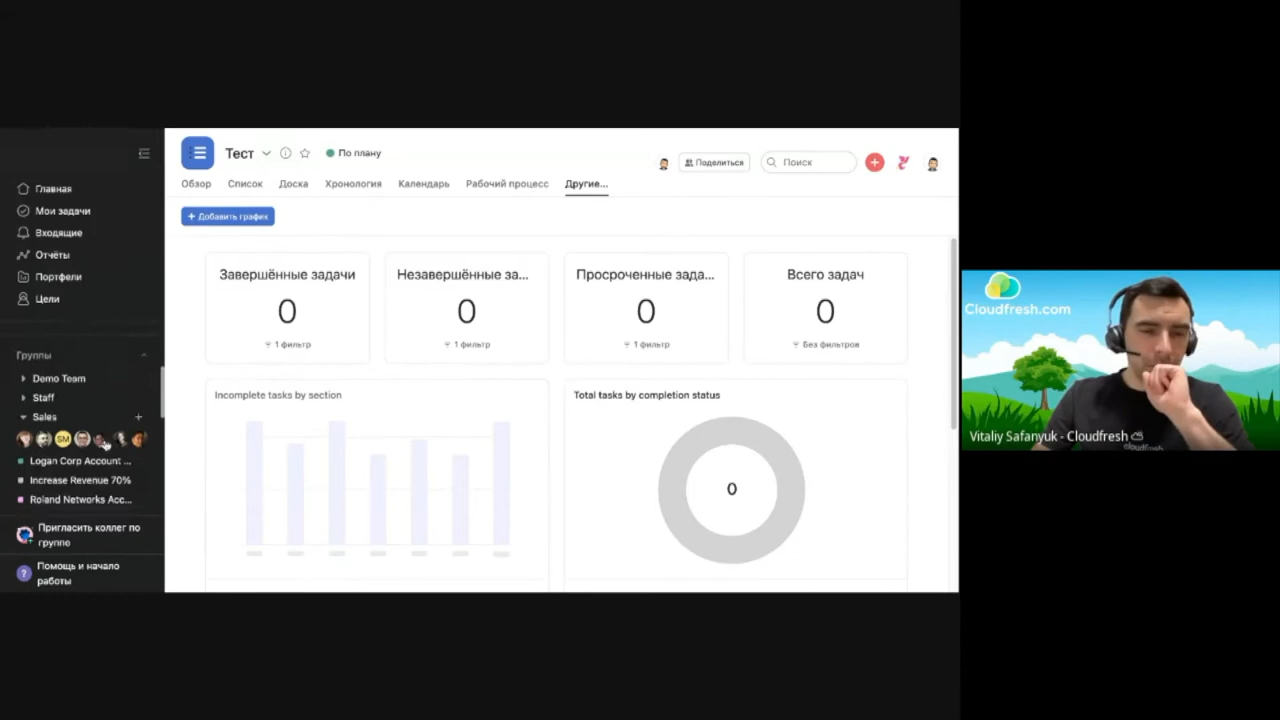 Тест
По плану
Поделиться
Поиск
Обзор
Список
Доска
Хронология
Календарь
Рабочий процесс
Другие...
+ Добавить график
Главная
Мои задачи
Входящие
Отчёты
Портфели
Цели
Группы
Demo Team
Staff
Sales
SM
Logan Corp Account ...
Increase Revenue 70%
Roland Networks Acc...
Пригласить коллег по
группе
?
Помощь и начало
работы
Завершённые задачи
0
1 фильтр
Незавершённые за...
0
1 фильтр
Просроченные зада...
0
1 фильтр
Всего задач
0
Без фильтров
Incomplete tasks by section
Total tasks by completion status
0
Cloudfresh.com
Vitaliy Safanyuk - Cloudfresh
cloudfresh